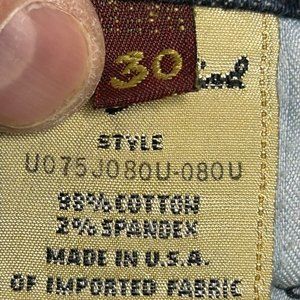 30
STYLE
U075J080U-080U
98% COTTON
2% SPANDEX
MADE IN U.S.A.
OF IMPORTED FABRIC